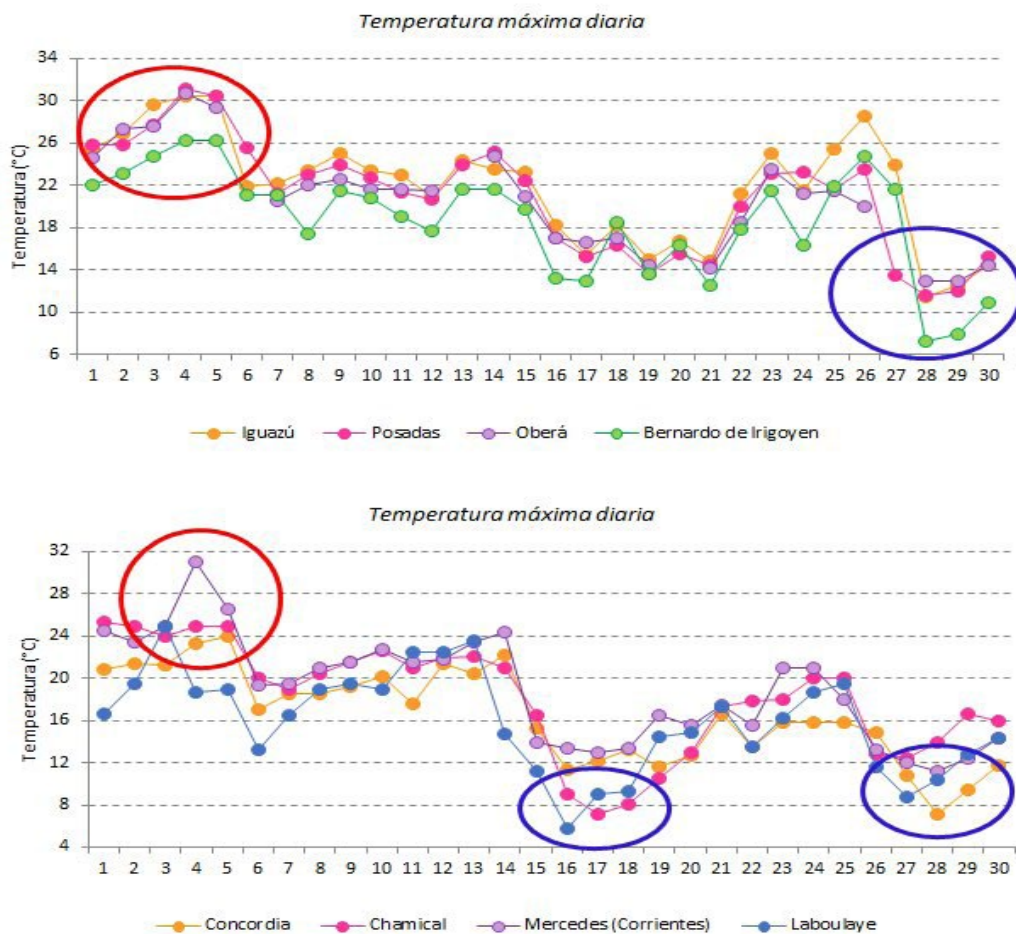 Temperatura máxima diaria
Temperatura (°C)
34
30
26
22
18
14
10
6
1 2 3 4 5 6 7 8 9 10 11 12 13 14 15 16 17 18 19 20 21 22 23 24 25 26 27 28 29 30
Iguazú Posadas Oberá Bernardo de Irigoyen
Temperatura máxima diaria
Temperatura (°C)
32
28
24
20
16
12
8
4
1 2 3 4 5 6 7 8 9 10 11 12 13 14 15 16 17 18 19 20 21 22 23 24 25 26 27 28 29 30
Concordia Chamical Mercedes (Corrientes) Laboulaye